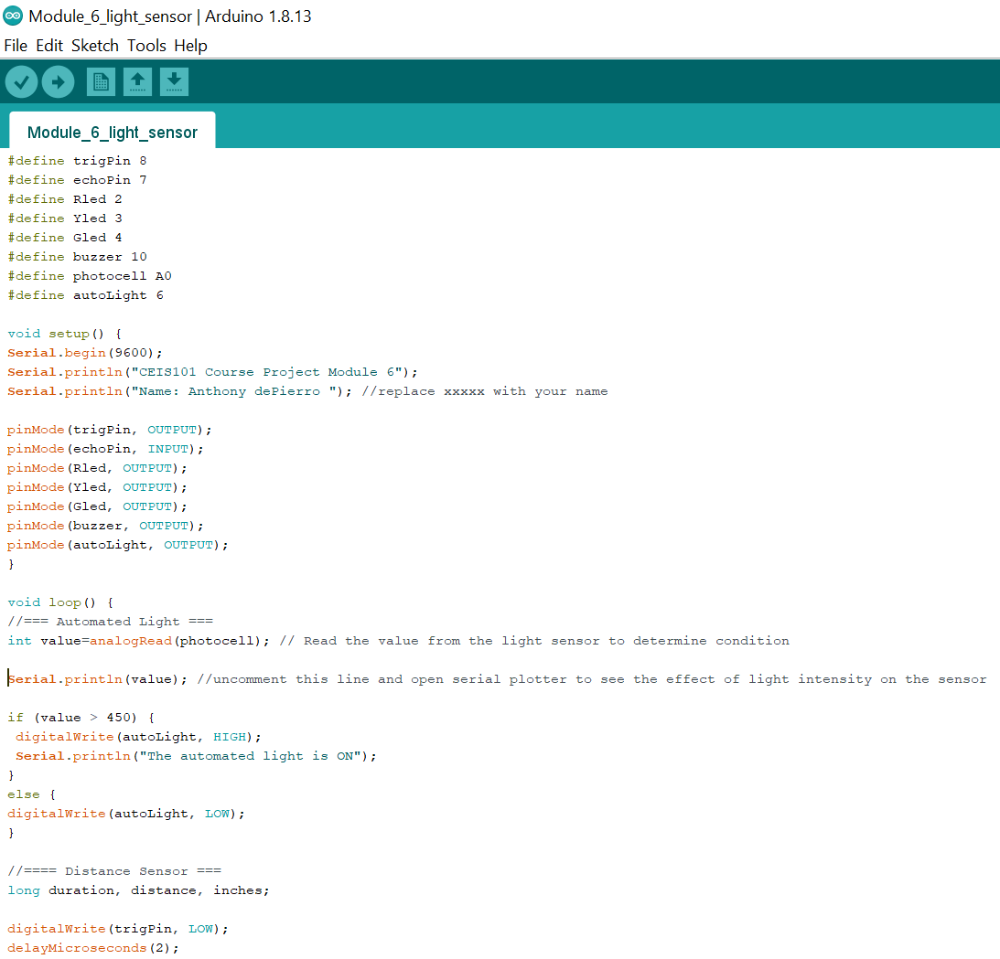 Module_6_light_sensor | Arduino 1.8.13
File Edit Sketch Tools Help
Module_6_light_sensor
#define trigPin 8
#define echoPin 7
#define Rled 2
#define Yled 3
#define Gled 4
#define buzzer 10
#define photocell A0
#define autoLight 6
void setup() {
Serial.begin(9600);
Serial.println("CEIS101 Course Project Module 6");
Serial.println("Name: Anthony dePierro "); //replace xxxxx with your name
pinMode(trigPin, OUTPUT);
pinMode(echoPin, INPUT);
pinMode(Rled, OUTPUT);
pinMode(Yled, OUTPUT);
pinMode(Gled, OUTPUT);
pinMode(buzzer, OUTPUT);
pinMode(autoLight, OUTPUT);
}
void loop() {
//=== Automated Light ===
int value=analogRead(photocell); // Read the value from the light sensor to determine condition
Serial.println(value); //uncomment this line and open serial plotter to see the effect of light intensity on the sensor
if (value > 450) {
digitalWrite(autoLight, HIGH);
Serial.println("The automated light is ON");
}
else {
digitalWrite(autoLight, LOW);
}
//==== Distance Sensor ===
long duration, distance, inches;
digitalWrite(trigPin, LOW);
delayMicroseconds(2);